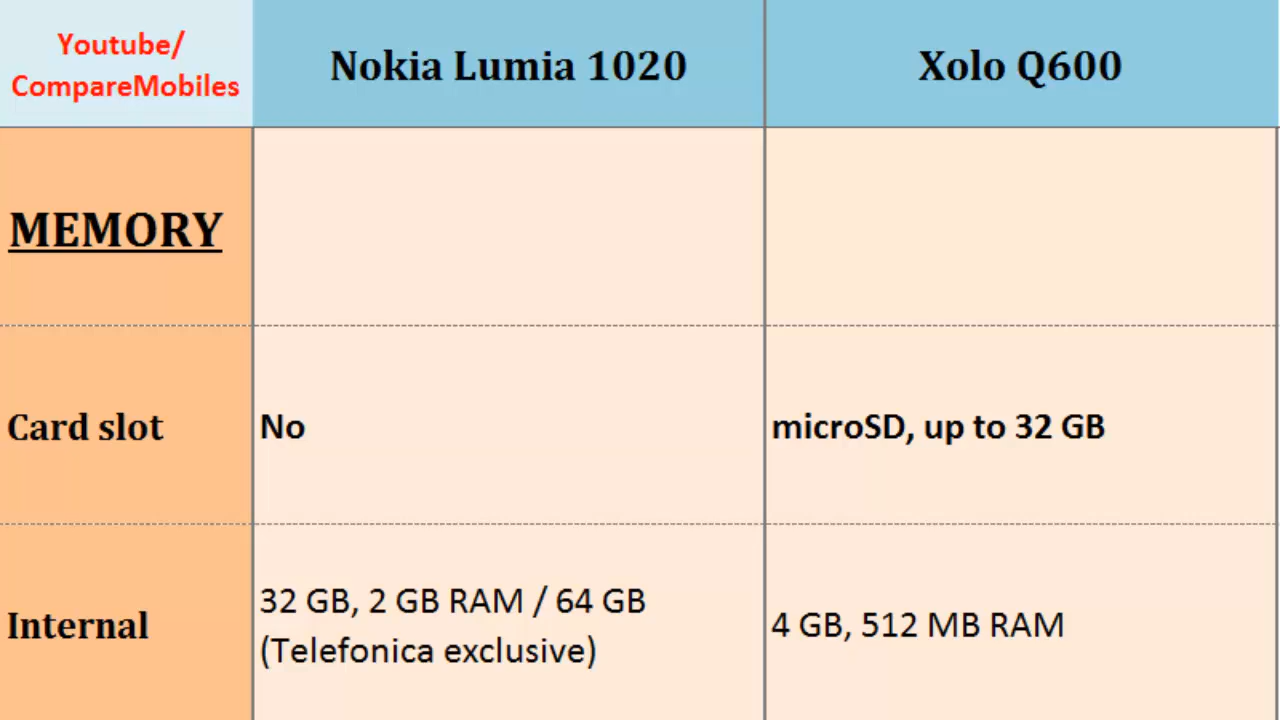 Youtube/
CompareMobiles
Nokia Lumia 1020
Xolo Q600
MEMORY
Card slot
No
microSD, up to 32 GB
Internal
32 GB, 2 GB RAM / 64 GB
(Telefonica exclusive)
4 GB, 512 MB RAM